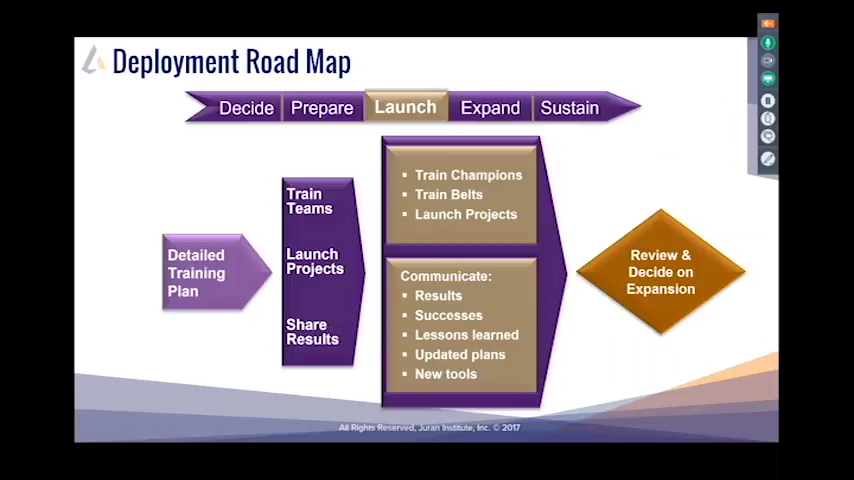 Deployment Road Map
Decide Prepare Launch Expand Sustain
Detailed
Training
Plan
Train
Teams
Launch
Projects
Share
Results
▪ Train Champions
▪ Train Belts
▪ Launch Projects
Communicate:
▪ Results
▪ Successes
▪ Lessons learned
▪ Updated plans
▪ New tools
Review &
Decide on
Expansion
All Rights Reserved, Juran Institute, Inc. © 2017